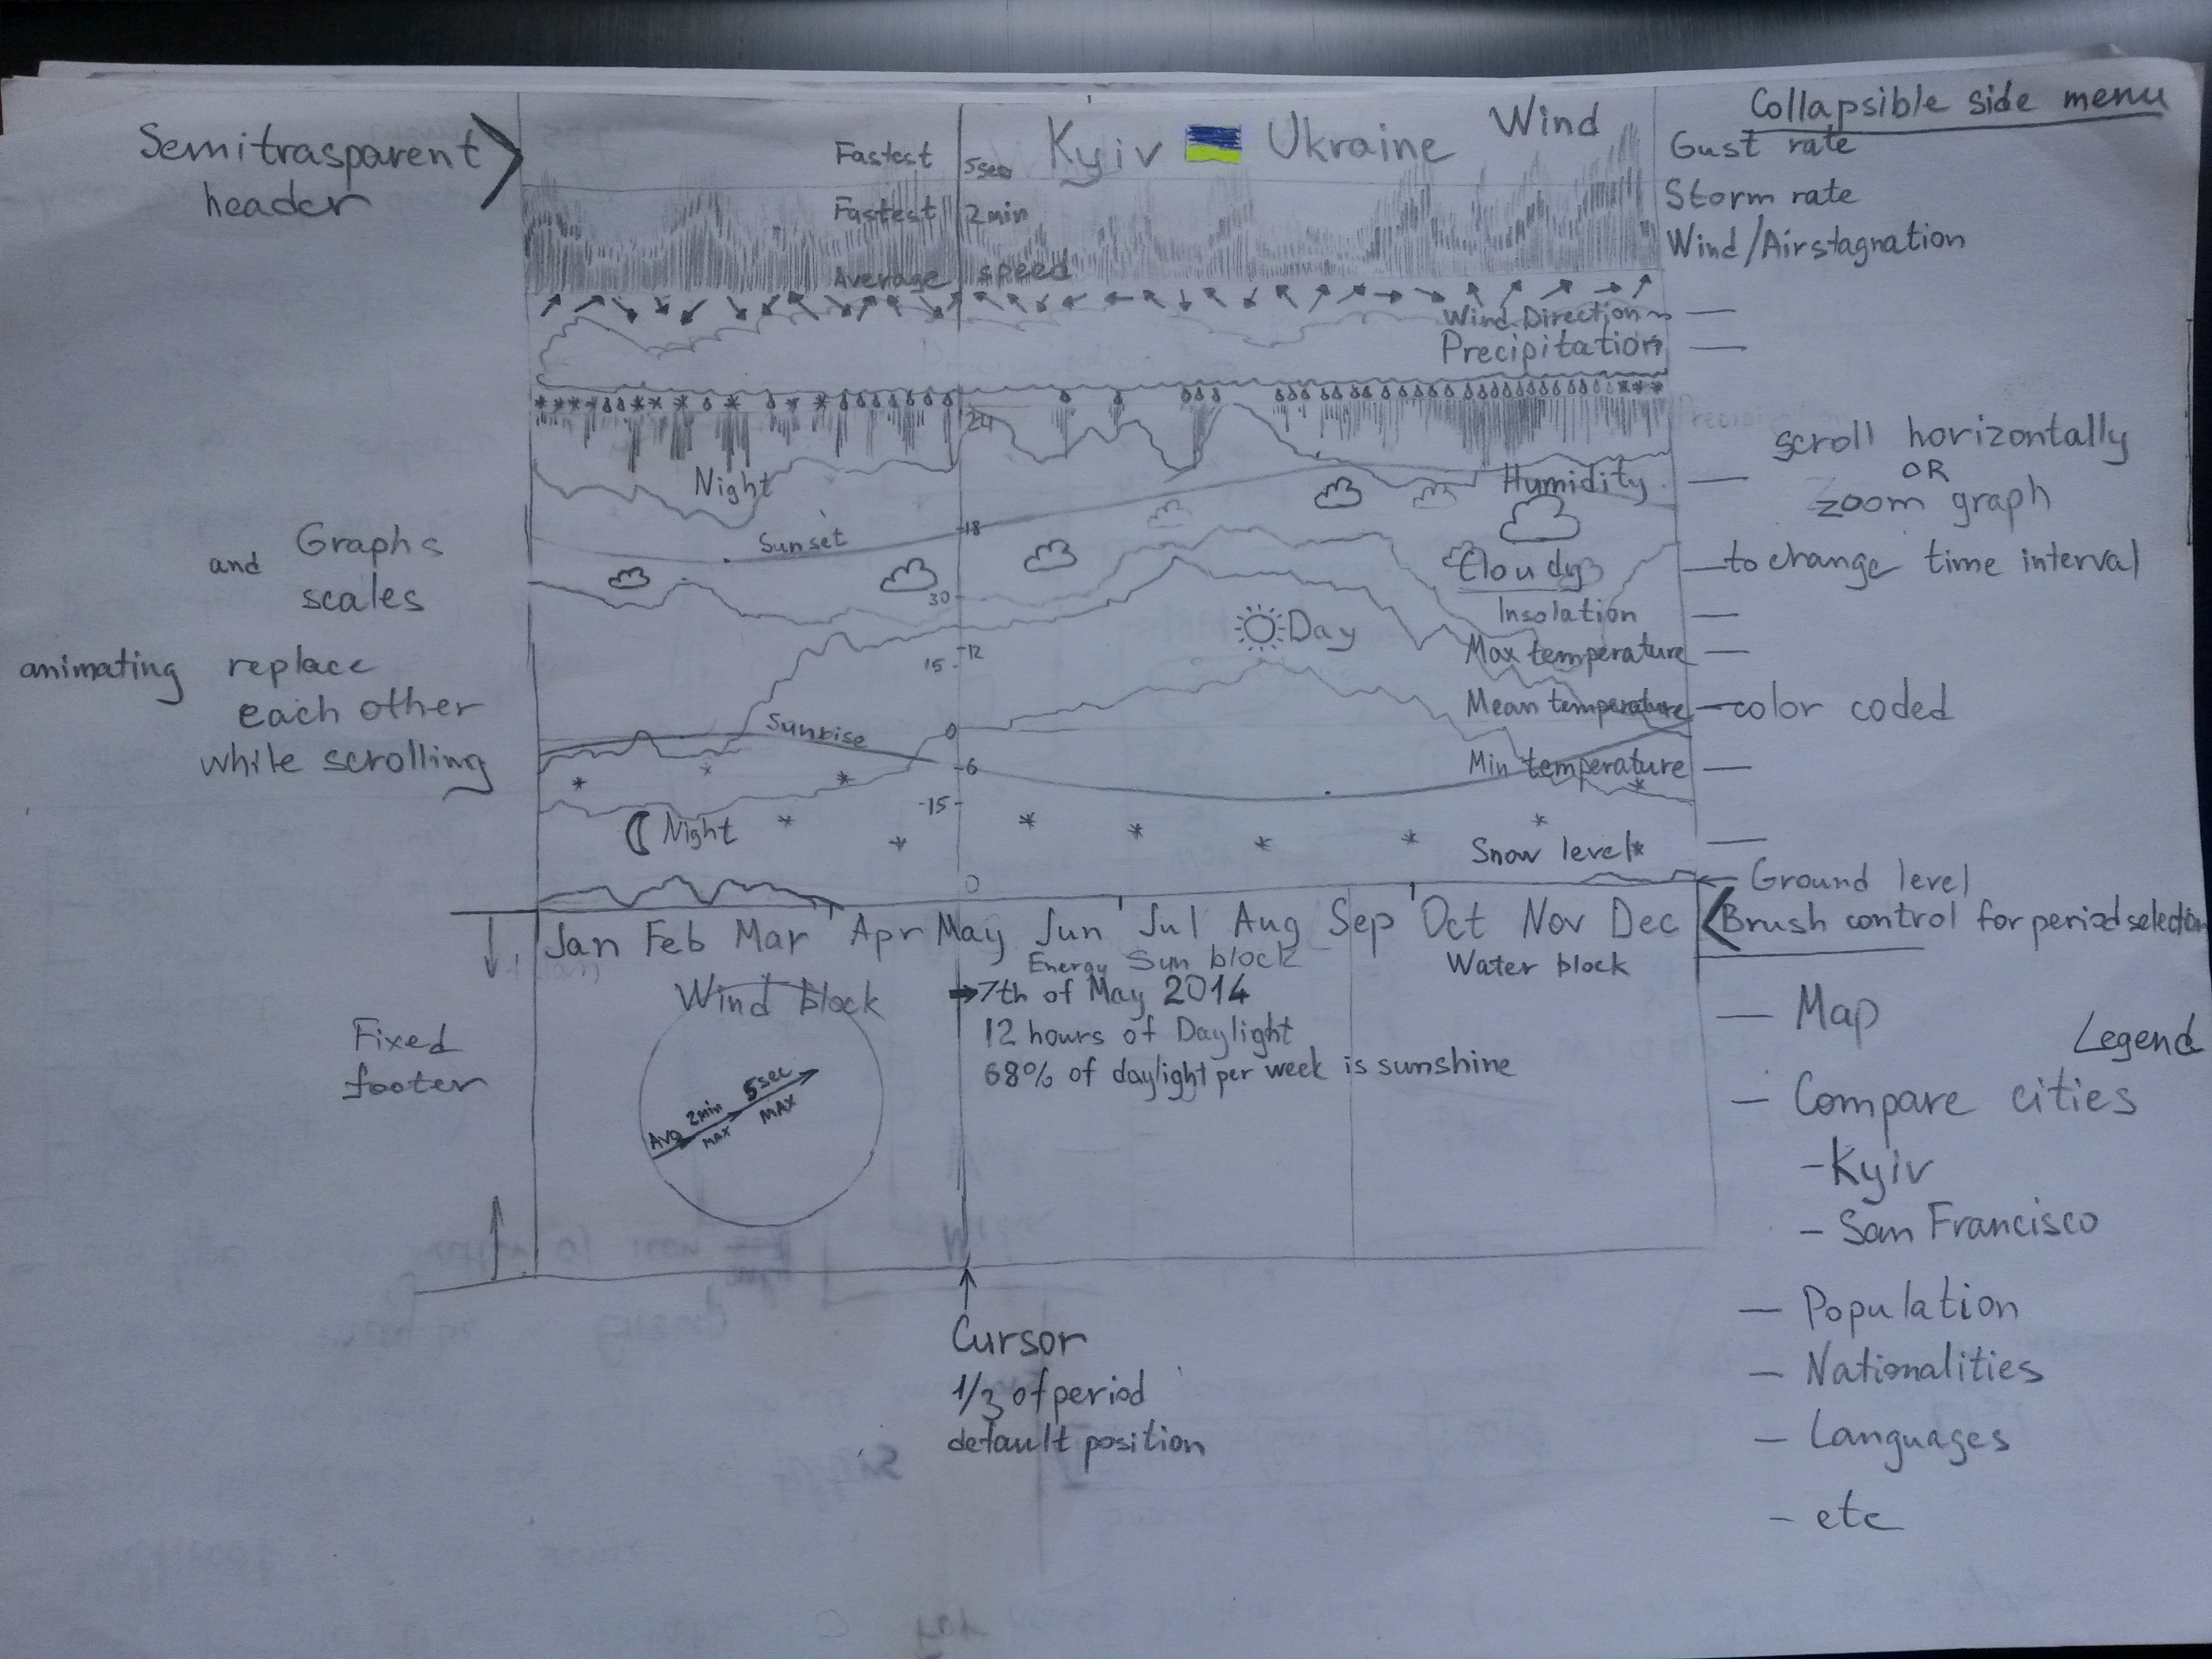 Collapsible side menu
Semitrasparent
header
Fastest 5sec
Kyiv Ukraine
Wind
Gust rate
Fastest 2min
Storm rate
Average speed
Wind/Airstagnation
Wind Direction
Precipitation
24
scroll horizontally
OR
zoom graph
to change time interval
Night
Humidity
18
Sunset
Graphs
and
scales
animating replace
each other
while scrolling
Cloudy
30
Insolation
Day
Max temperature
15
12
Mean temperature
color coded
Sunrise
0
6
Min temperature
-15
Night
Snow level
0
Ground level
Brush control for period selection
Jan Feb Mar Apr May Jun Jul Aug Sep Oct Nov Dec
Energy Sun block
Water block
Wind block
7th of May 2014
12 hours of Daylight
68% of daylight per week is sunshine
Fixed
footer
Avg 2min 5sec
MAX MAX
Map
Legend
Compare cities
- Kyiv
- San Francisco
- Population
- Nationalities
- Languages
- etc
Cursor
1/3 of period
default position